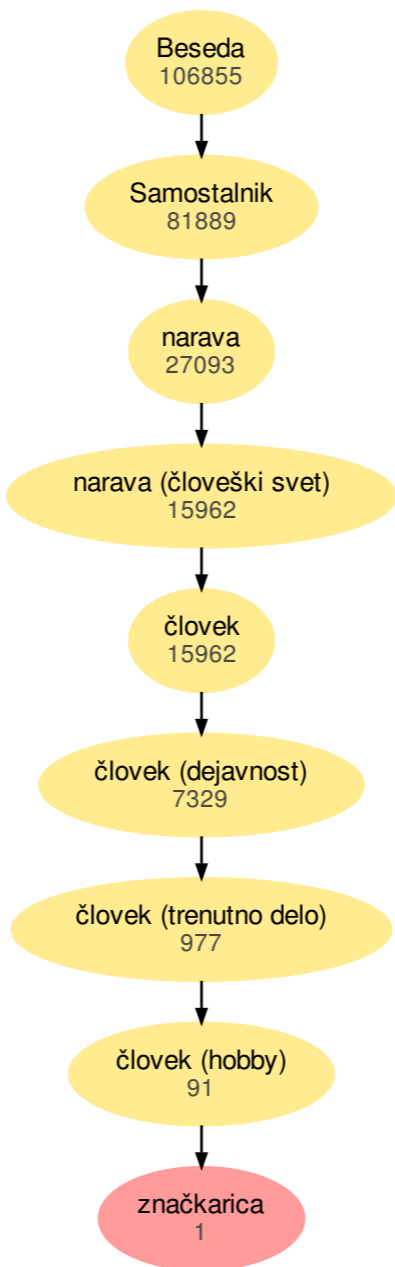 Beseda
106855
Samostalnik
81889
narava
27093
narava (človeški svet)
15962
človek
15962
človek (dejavnost)
7329
človek (trenutno delo)
977
človek (hobby)
91
značkarica
1